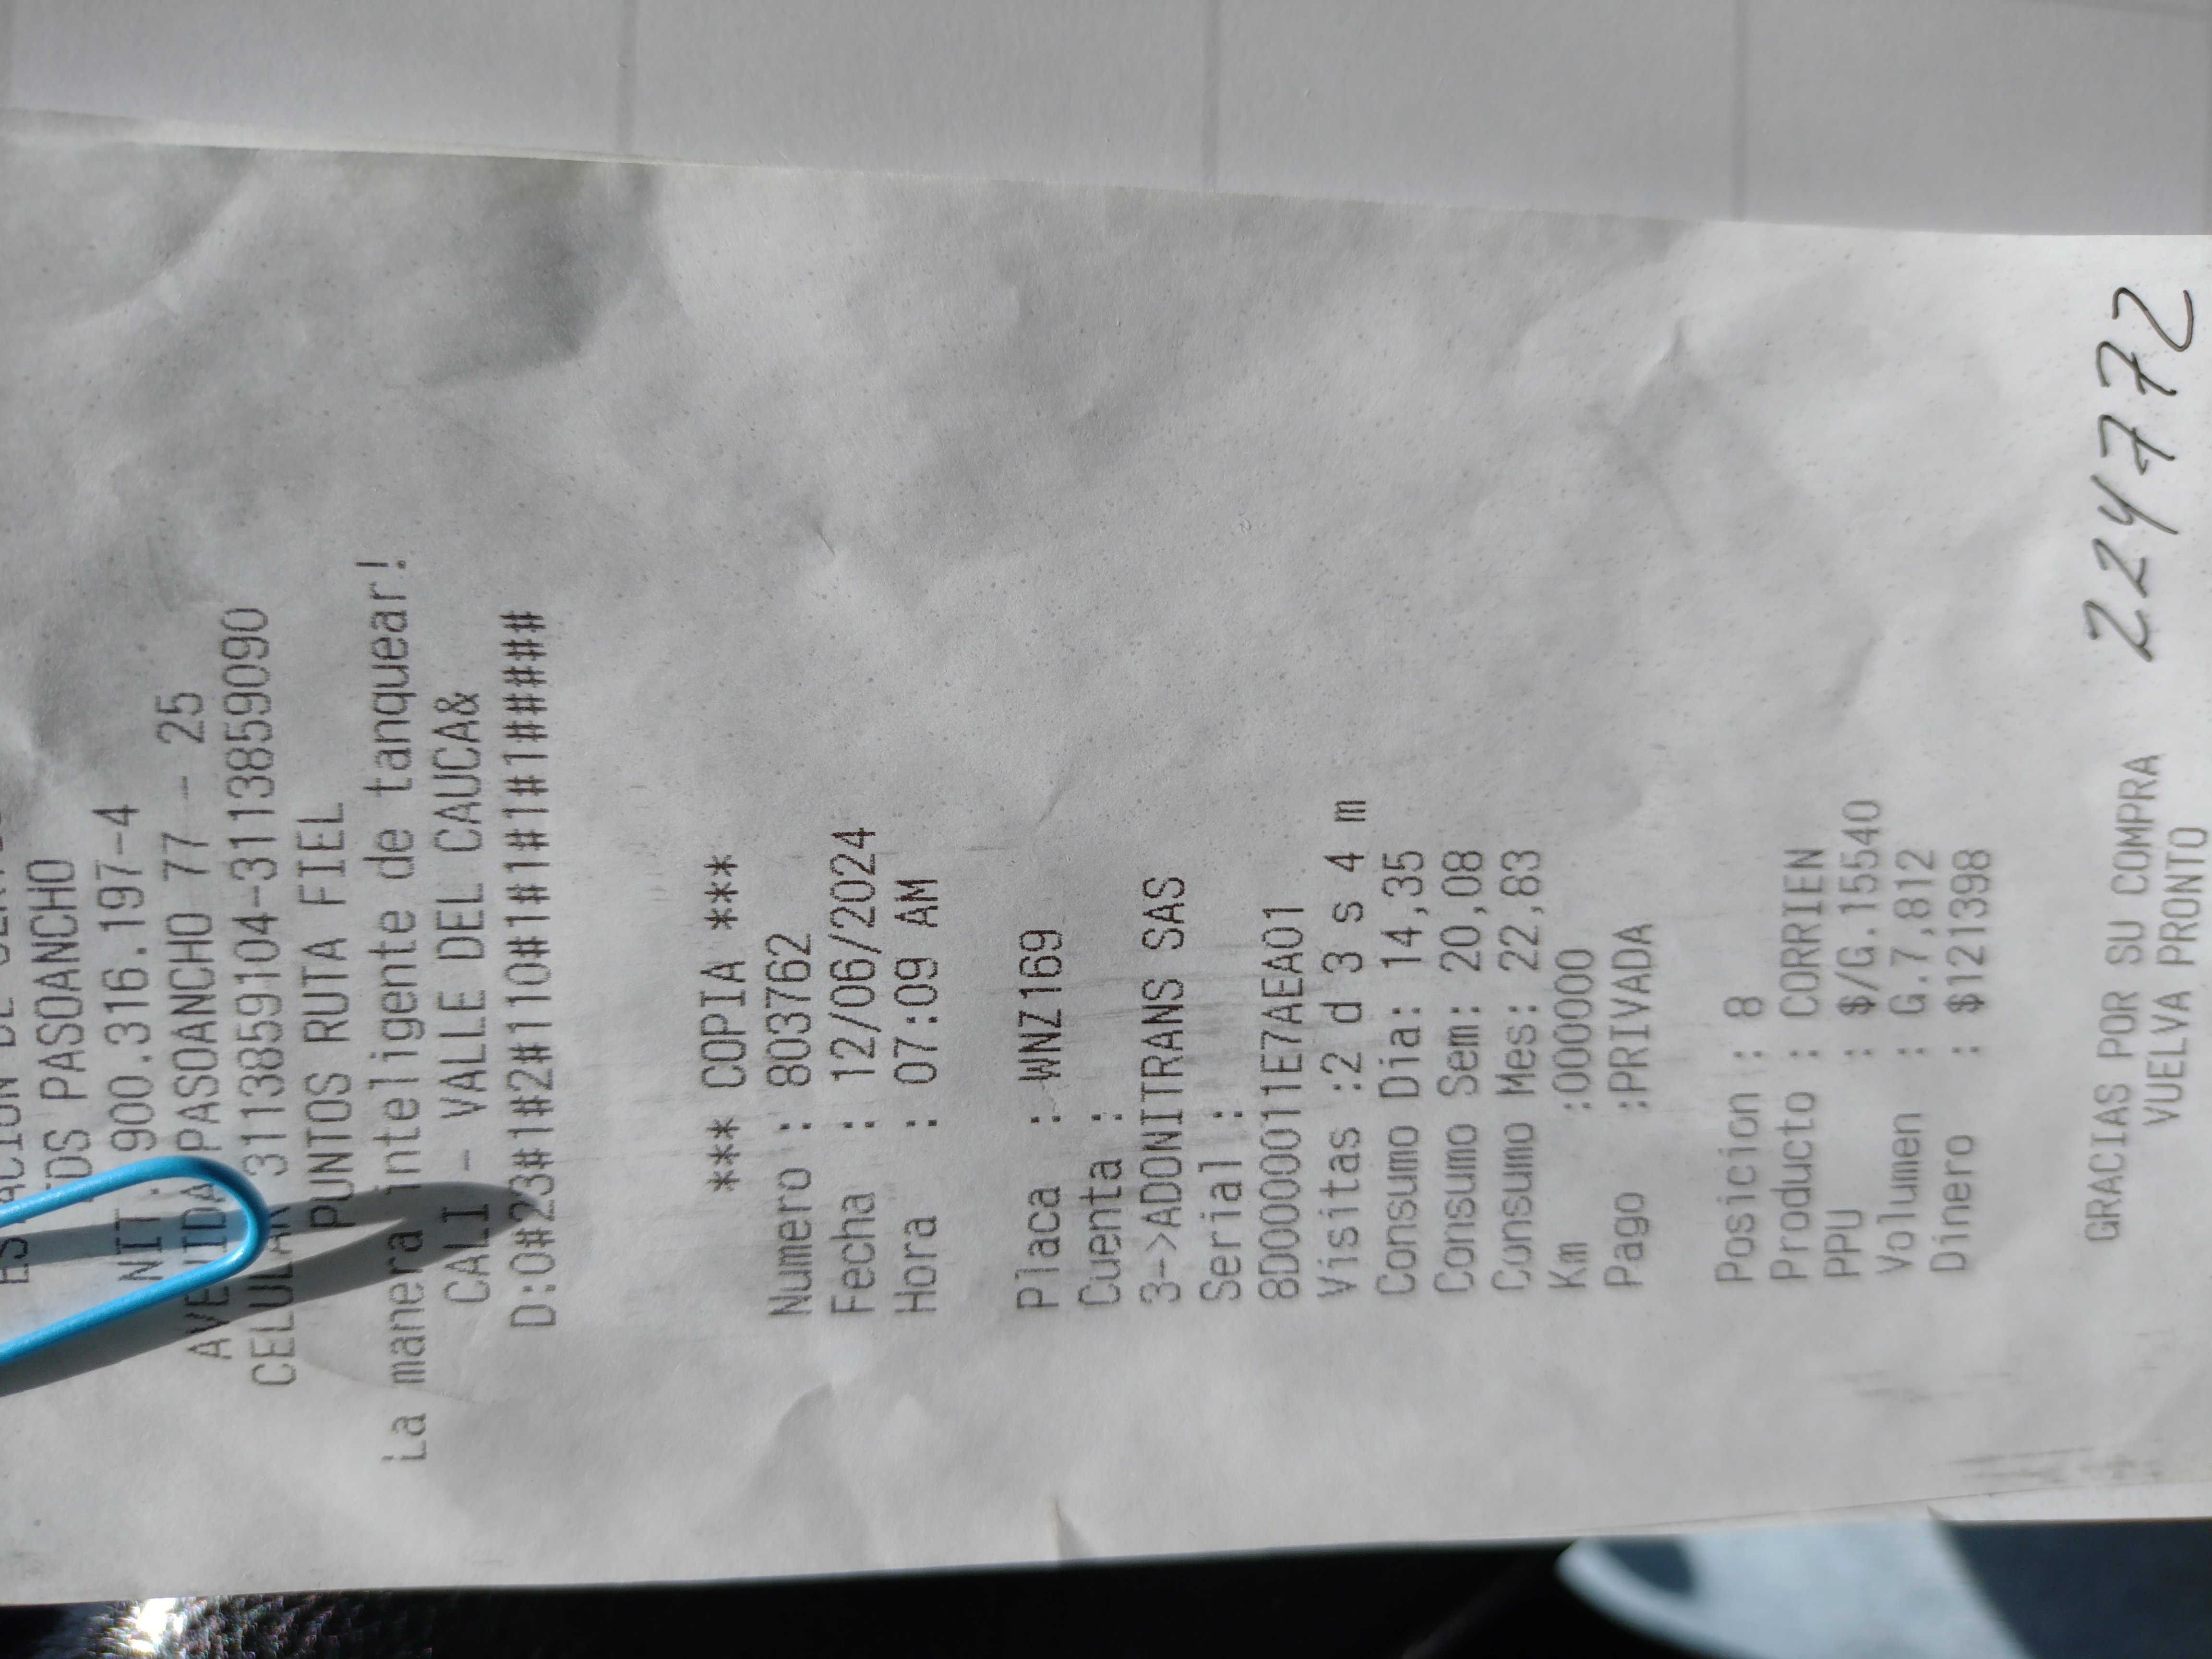 EDS PASOANCHO
NIT: 900.316.197-4
AVENIDA PASOANCHO 77 - 25
CELULAR 3113859104-3113859090
PUNTOS RUTA FIEL
¡La manera inteligente de tanquear!
CALI - VALLE DEL CAUCA&
D:0#23#1#2#110#1#1#1#1#####
*** COPIA ***
Numero : 803762
Fecha : 12/06/2024
Hora : 07:09 AM
Placa : WNZ169
Cuenta :
3->ADONITRANS SAS
Serial :
8D000011E7AEA01
Visitas :2 d 3 s 4 m
Consumo Dia: 14,35
Consumo Sem: 20,08
Consumo Mes: 22,83
Km :000000
Pago :PRIVADA
Posicion : 8
Producto : CORRIEN
PPU : $/G.15540
Volumen : G.7,812
Dinero : $121398
GRACIAS POR SU COMPRA
VUELVA PRONTO
224772